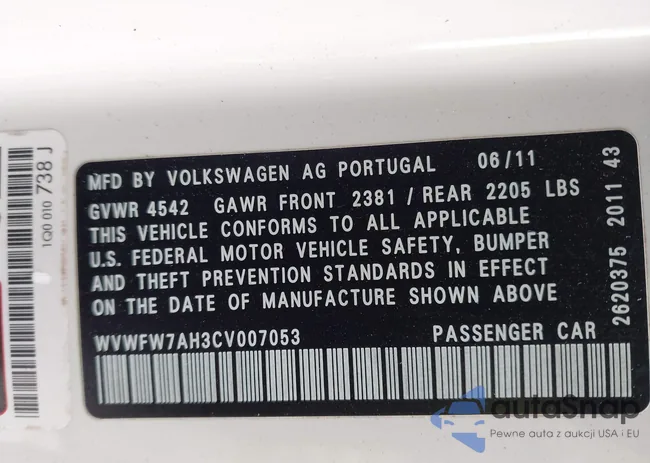 MFD BY VOLKSWAGEN AG PORTUGAL 06/11
GVWR 4542 GAWR FRONT 2381 / REAR 2205 LBS
THIS VEHICLE CONFORMS TO ALL APPLICABLE
U.S. FEDERAL MOTOR VEHICLE SAFETY, BUMPER
AND THEFT PREVENTION STANDARDS IN EFFECT
ON THE DATE OF MANUFACTURE SHOWN ABOVE
WVWFW7AH3CV007053 PASSENGER CAR
2620375 2011 43
1Q0 010 738 J
autoSnap
Pewne auta z aukcji USA i EU